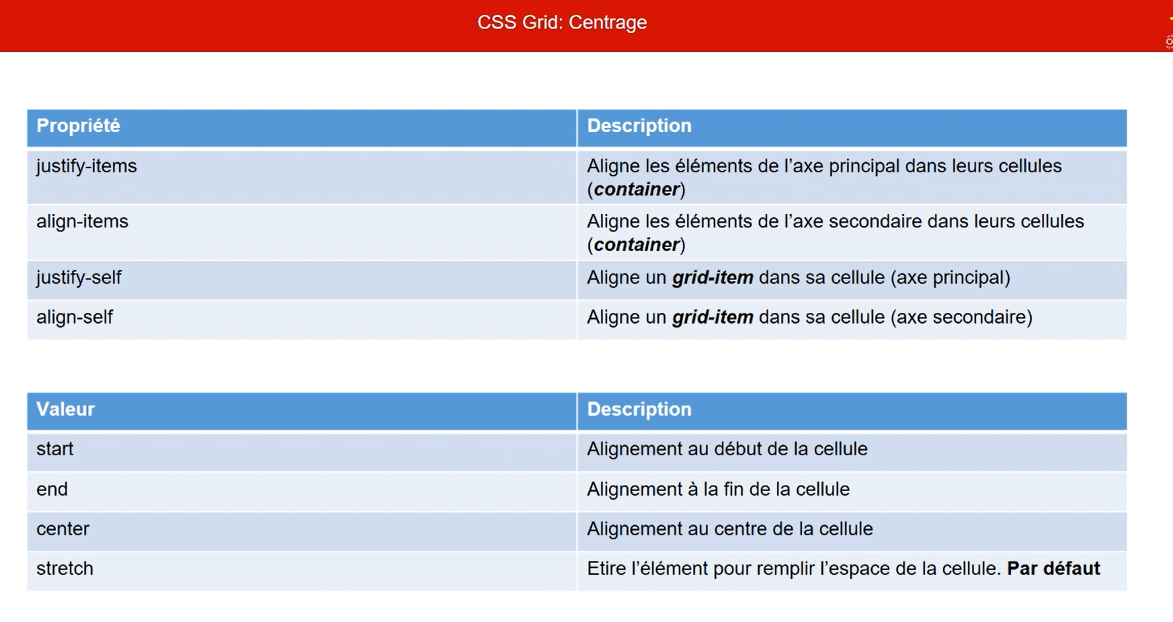 CSS Grid: Centrage
Propriété
Description
justify-items
Aligne les éléments de l’axe principal dans leurs cellules
(container)
align-items
Aligne les éléments de l’axe secondaire dans leurs cellules
(container)
justify-self
Aligne un grid-item dans sa cellule (axe principal)
align-self
Aligne un grid-item dans sa cellule (axe secondaire)
Valeur
Description
start
Alignement au début de la cellule
end
Alignement à la fin de la cellule
center
Alignement au centre de la cellule
stretch
Etire l’élément pour remplir l’espace de la cellule. Par défaut